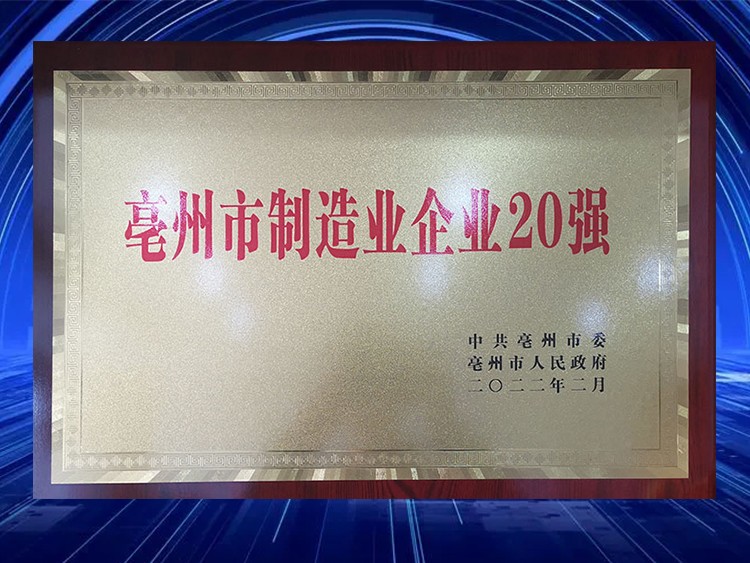 亳州市制造业企业20强
中共亳州市委
亳州市人民政府
二〇二二年二月